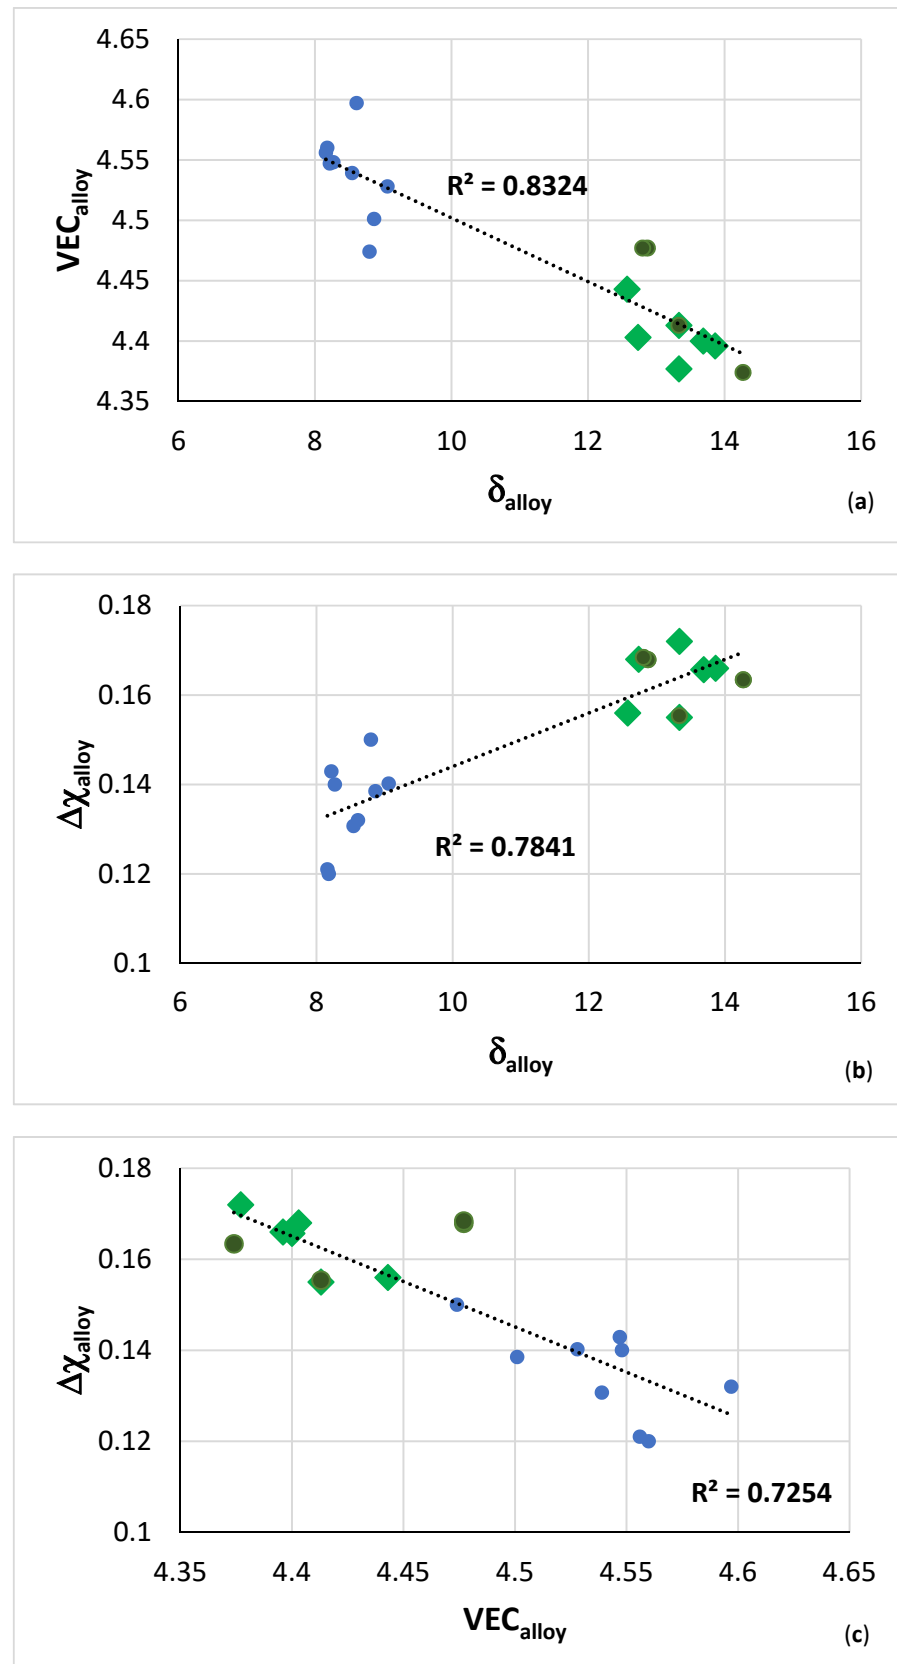 4.65
4.6
4.55
4.5
4.45
4.4
4.35
VECalloy
R² = 0.8324
6 8 10 12 14 16
δalloy
(a)
0.18
0.16
0.14
0.12
0.1
Δχalloy
R² = 0.7841
6 8 10 12 14 16
δalloy
(b)
0.18
0.16
0.14
0.12
0.1
Δχalloy
R² = 0.7254
4.35 4.4 4.45 4.5 4.55 4.6 4.65
VECalloy
(c)